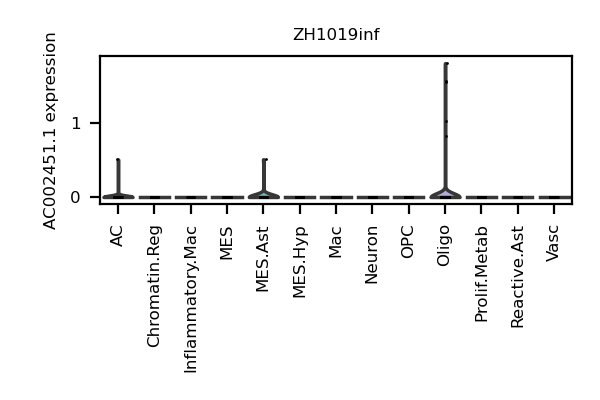 ZH1019inf
AC002451.1 expression
1
0
AC
Chromatin.Reg
Inflammatory.Mac
MES
MES.Ast
MES.Hyp
Mac
Neuron
OPC
Oligo
Prolif.Metab
Reactive.Ast
Vasc